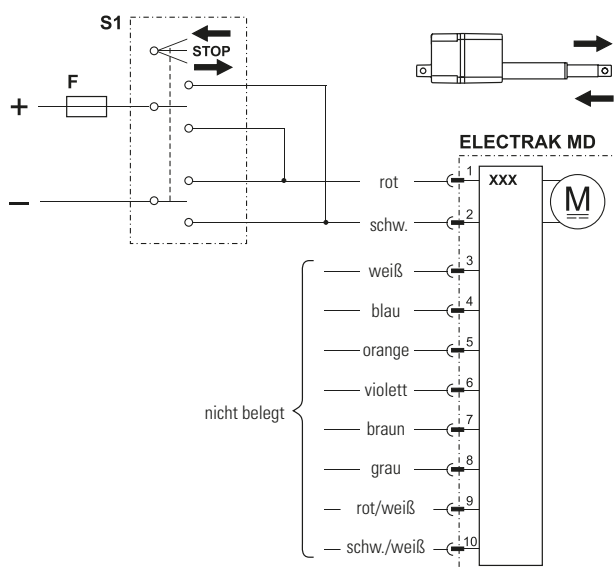 S1
STOP
F
+
–
ELECTRAK MD
rot
1
XXX
M
schw.
2
weiß
3
blau
4
orange
5
violett
6
nicht belegt
braun
7
grau
8
rot/weiß
9
schw./weiß
10